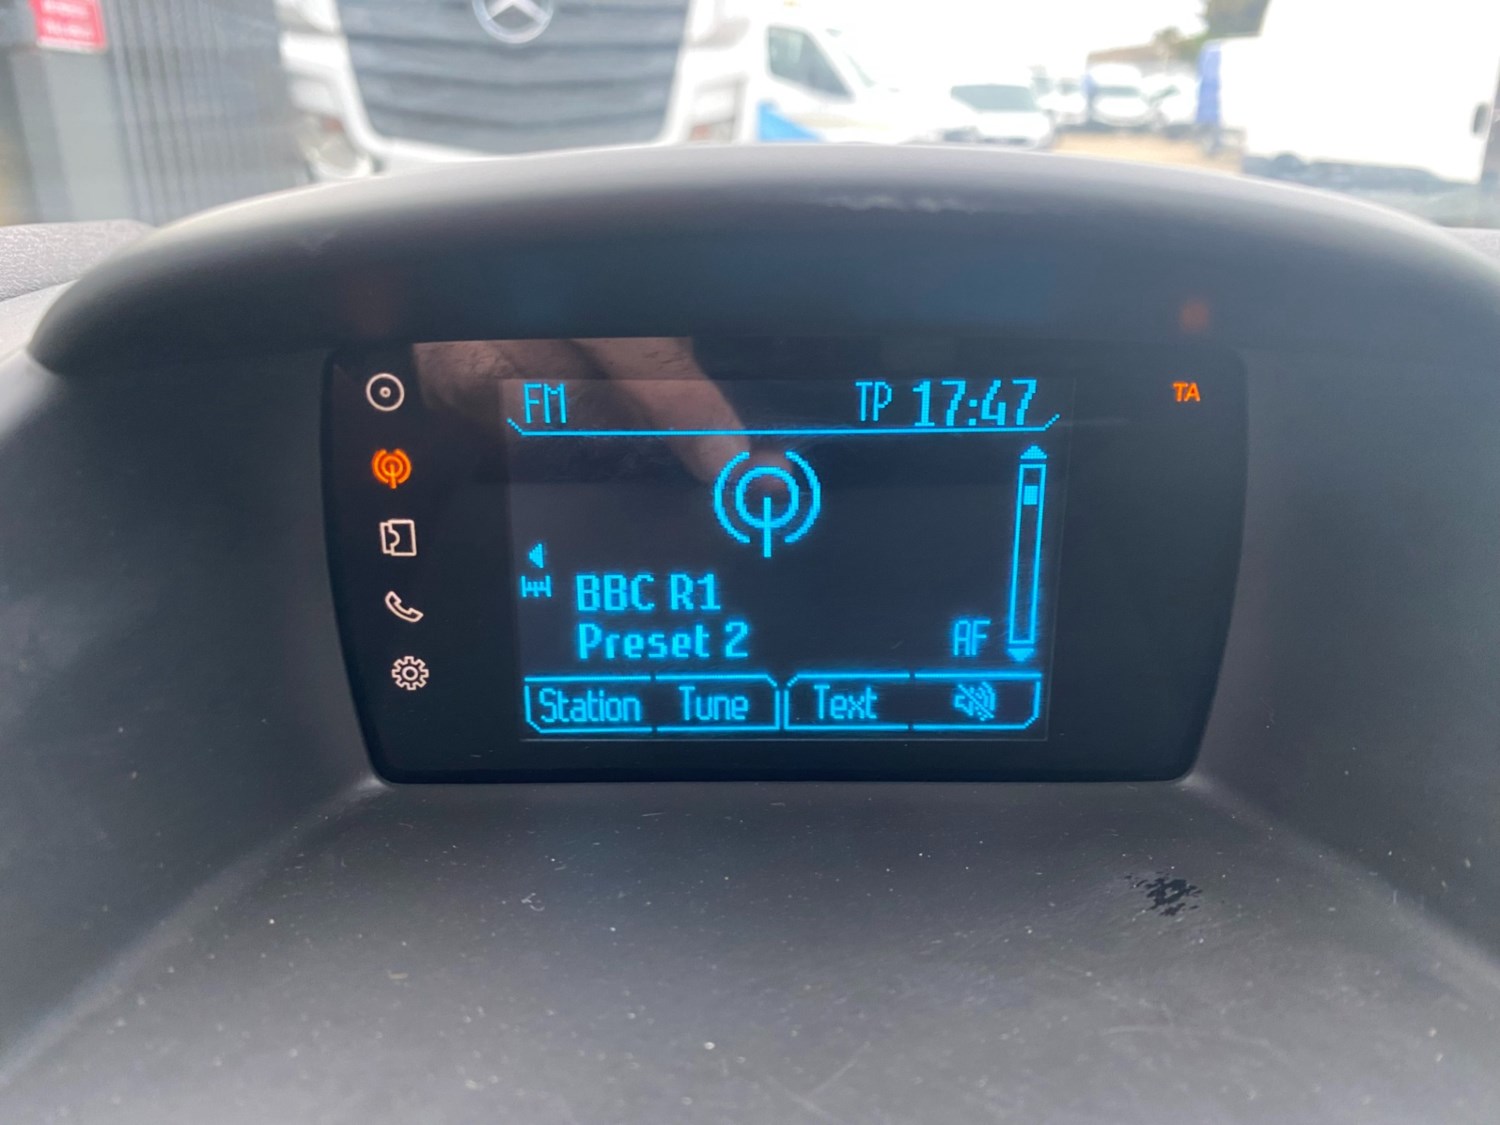 FM TP 17:47 TA
BBC R1
Preset 2 AF
Station Tune Text